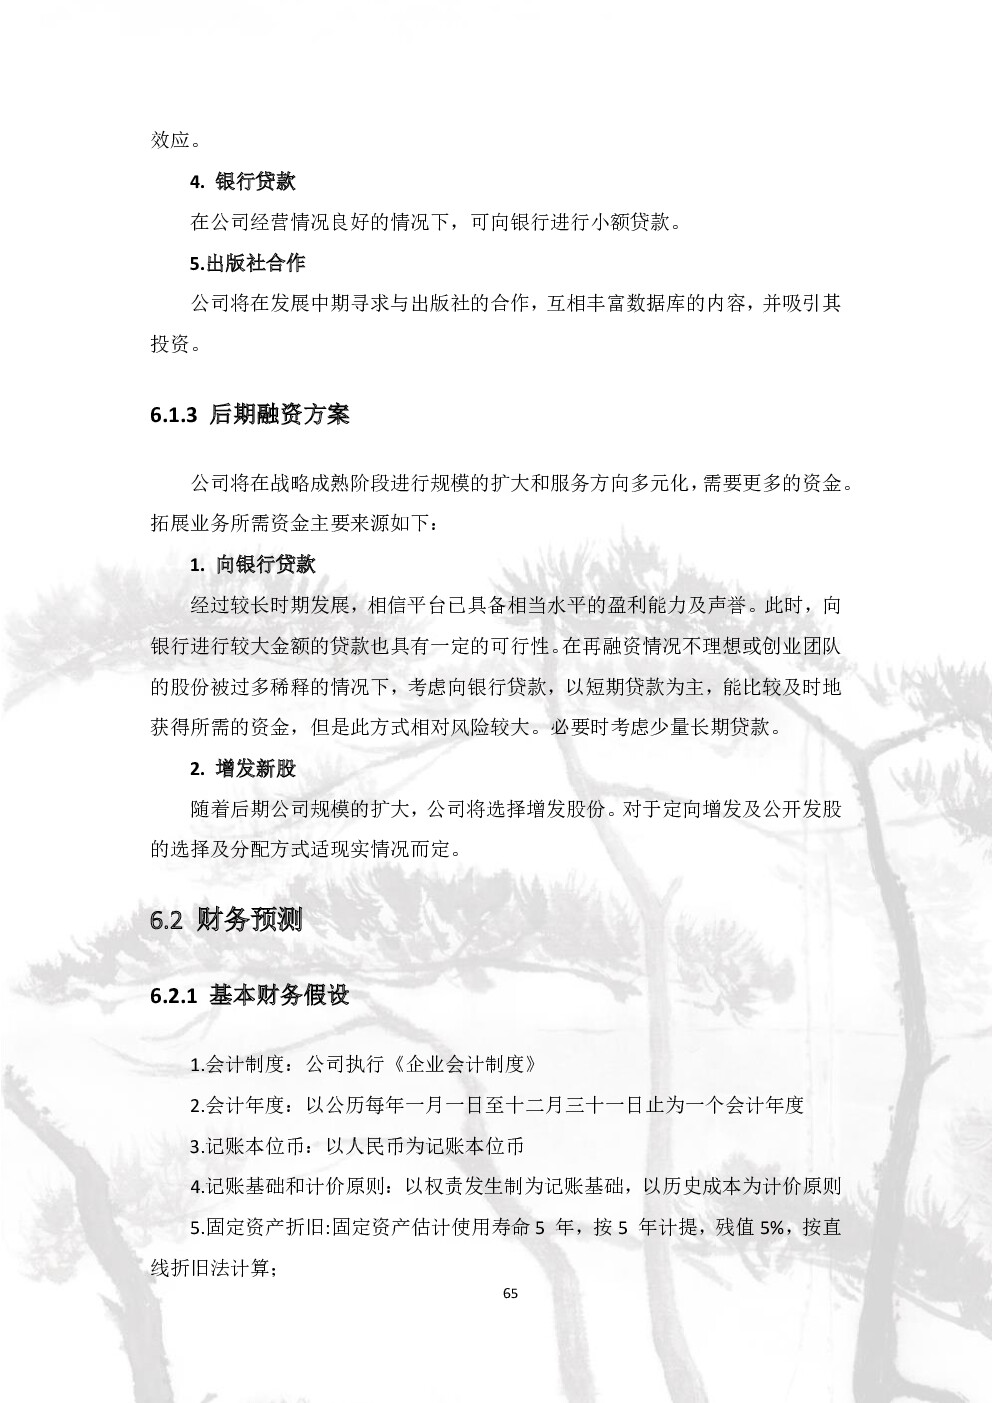 效应。
4. 银行贷款
在公司经营情况良好的情况下，可向银行进行小额贷款。
5.出版社合作
公司将在发展中期寻求与出版社的合作，互相丰富数据库的内容，并吸引其
投资。
6.1.3 后期融资方案
公司将在战略成熟阶段进行规模的扩大和服务方向多元化，需要更多的资金。
拓展业务所需资金主要来源如下：
1. 向银行贷款
经过较长时期发展，相信平台已具备相当水平的盈利能力及声誉。此时，向
银行进行较大金额的贷款也具有一定的可行性。在再融资情况不理想或创业团队
的股份被过多稀释的情况下，考虑向银行贷款，以短期贷款为主，能比较及时地
获得所需的资金，但是此方式相对风险较大。必要时考虑少量长期贷款。
2. 增发新股
随着后期公司规模的扩大，公司将选择增发股份。对于定向增发及公开发股
的选择及分配方式适现实情况而定。
6.2 财务预测
6.2.1 基本财务假设
1.会计制度：公司执行《企业会计制度》
2.会计年度：以公历每年一月一日至十二月三十一日止为一个会计年度
3.记账本位币：以人民币为记账本位币
4.记账基础和计价原则：以权责发生制为记账基础，以历史成本为计价原则
5.固定资产折旧:固定资产估计使用寿命 5 年，按 5 年计提，残值 5%，按直
线折旧法计算；
65